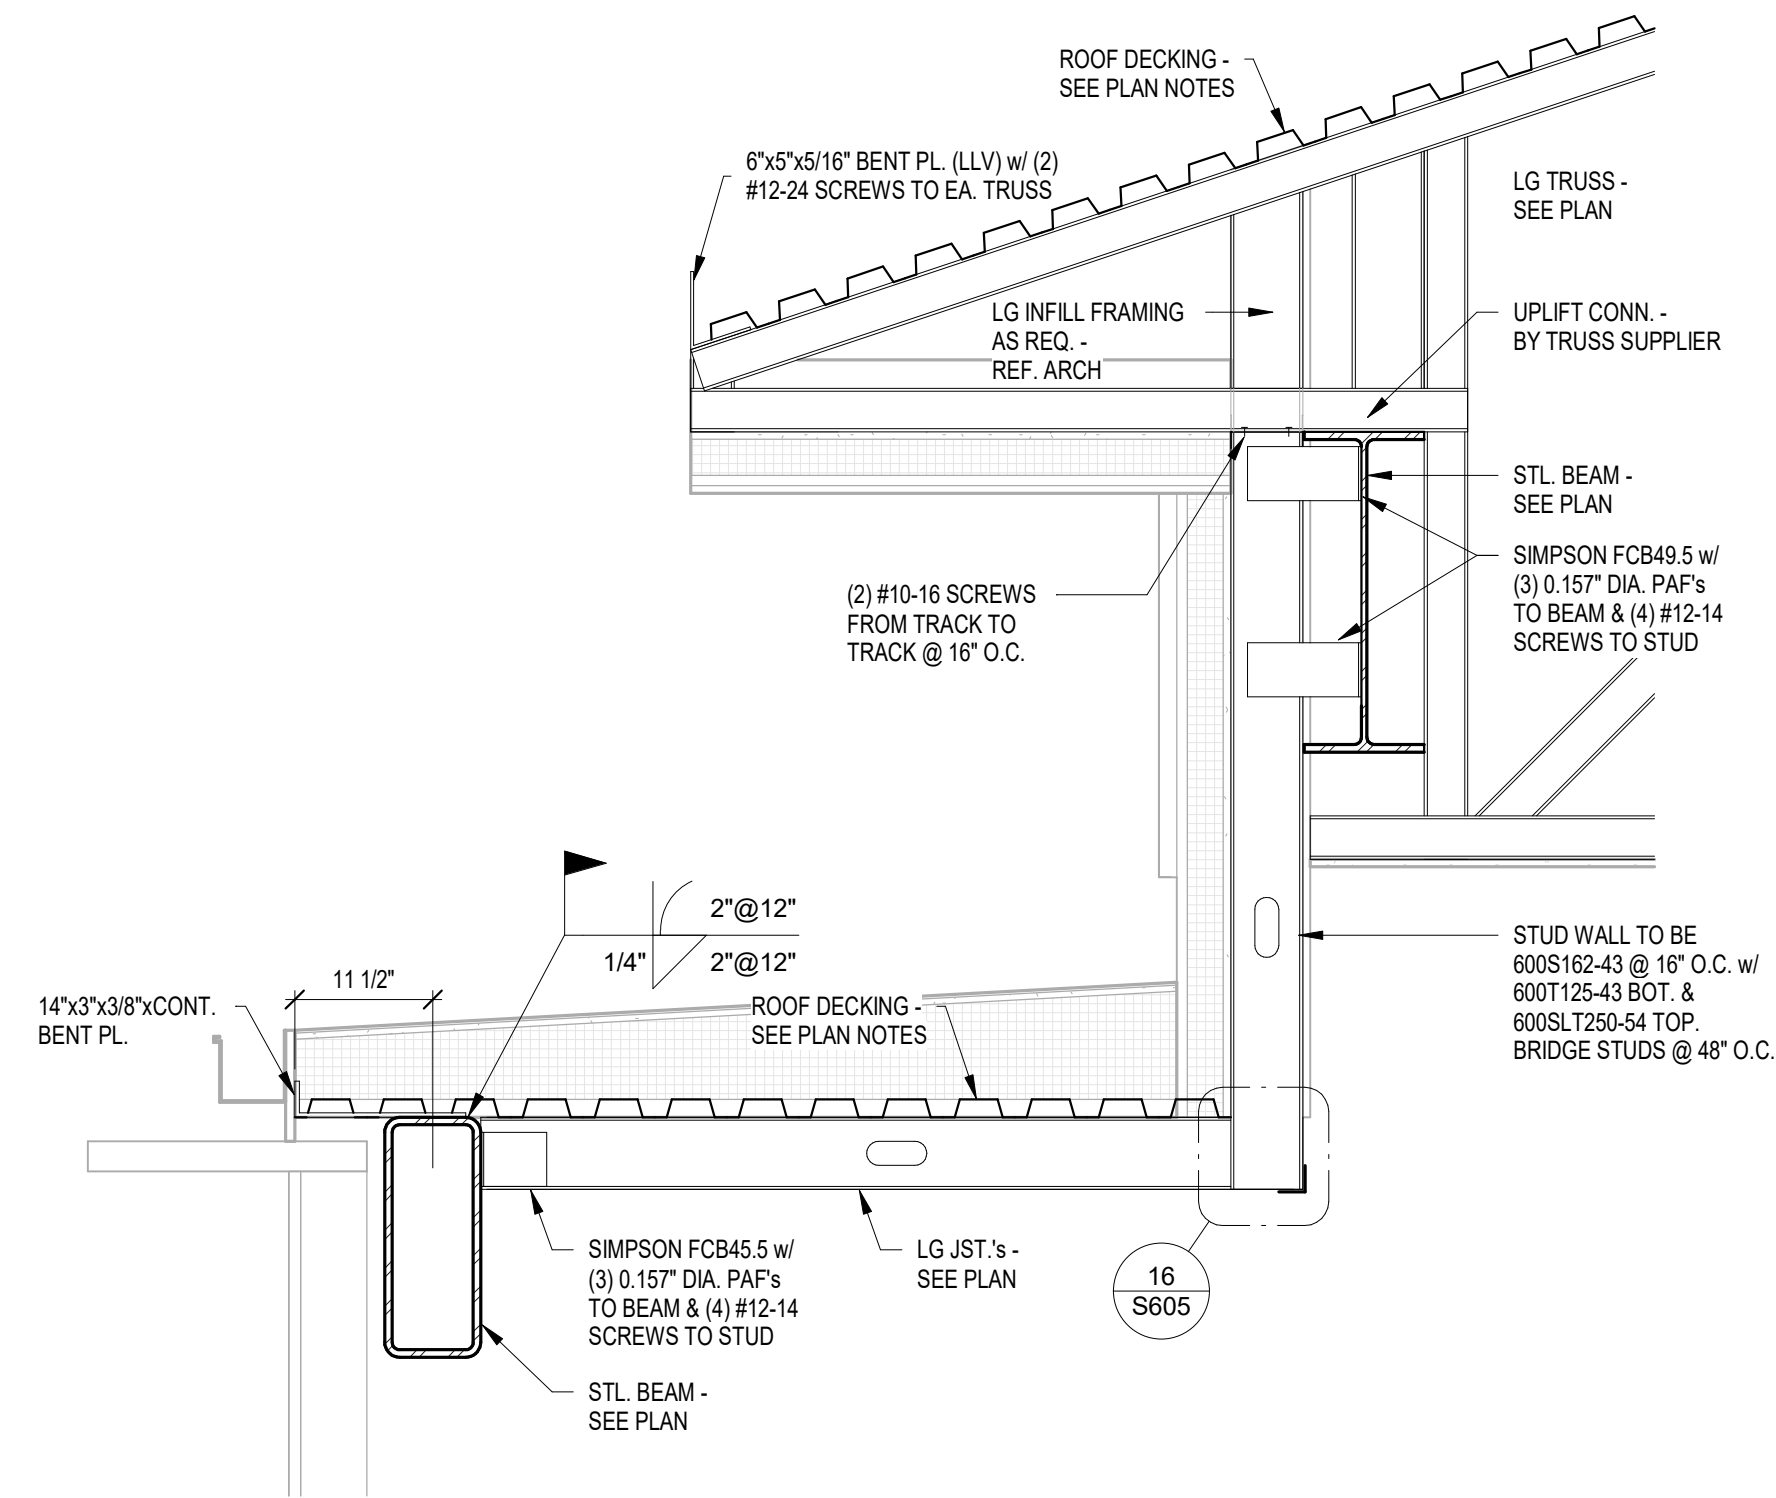 ROOF DECKING -
SEE PLAN NOTES
6"x5"x5/16" BENT PL. (LLV) w/ (2)
#12-24 SCREWS TO EA. TRUSS
LG TRUSS -
SEE PLAN
LG INFILL FRAMING
AS REQ. -
REF. ARCH
UPLIFT CONN. -
BY TRUSS SUPPLIER
STL. BEAM -
SEE PLAN
SIMPSON FCB49.5 w/
(3) 0.157" DIA. PAF's
TO BEAM & (4) #12-14
SCREWS TO STUD
(2) #10-16 SCREWS
FROM TRACK TO
TRACK @ 16" O.C.
2"@12"
1/4" 2"@12"
11 1/2"
14"x3"x3/8"xCONT.
BENT PL.
ROOF DECKING -
SEE PLAN NOTES
STUD WALL TO BE
600S162-43 @ 16" O.C. w/
600T125-43 BOT. &
600SLT250-54 TOP.
BRIDGE STUDS @ 48" O.C.
SIMPSON FCB45.5 w/
(3) 0.157" DIA. PAF's
TO BEAM & (4) #12-14
SCREWS TO STUD
LG JST.'s -
SEE PLAN
16
S605
STL. BEAM -
SEE PLAN